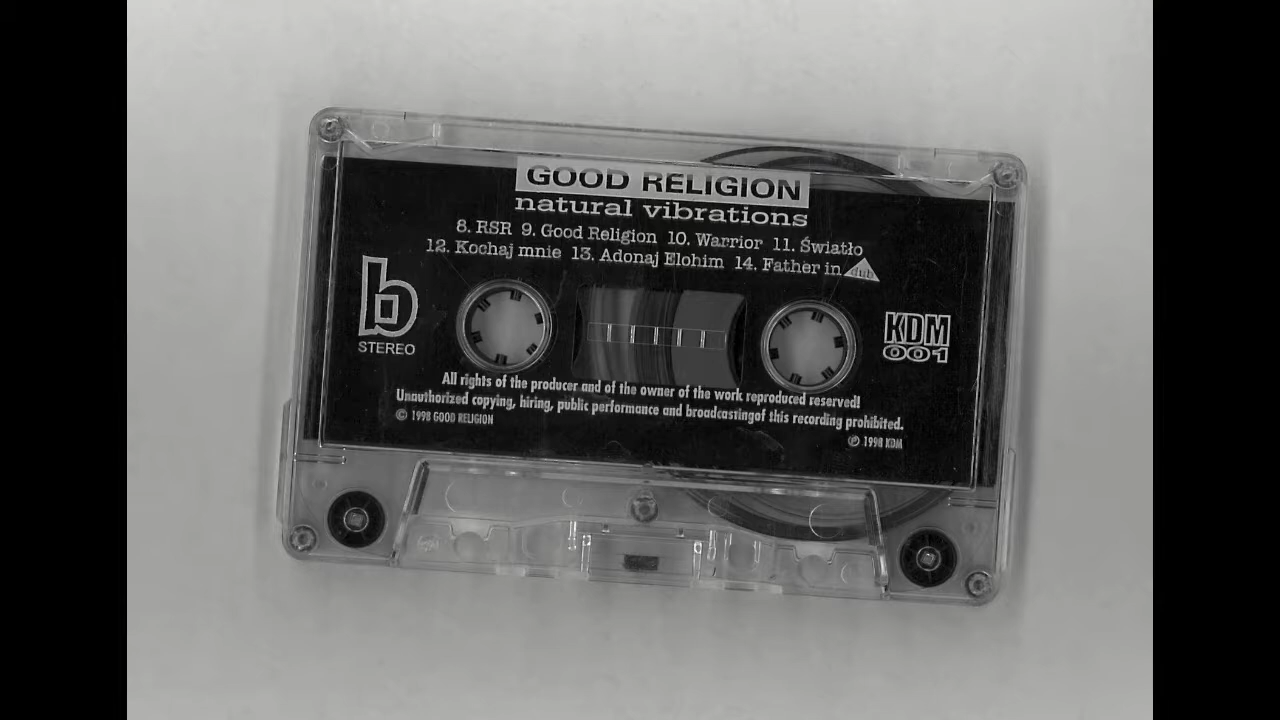 GOOD RELIGION
natural vibrations
8. RSR 9. Good Religion 10. Warrior 11. Światło
12. Kochaj mnie 13. Adonaj Elohim 14. Father in dub
b
STEREO
KDM
001
All rights of the producer and of the owner of the work reproduced reserved!
Unauthorized copying, hiring, public performance and broadcastingof this recording prohibited.
© 1998 GOOD RELIGION
℗ 1998 KDM